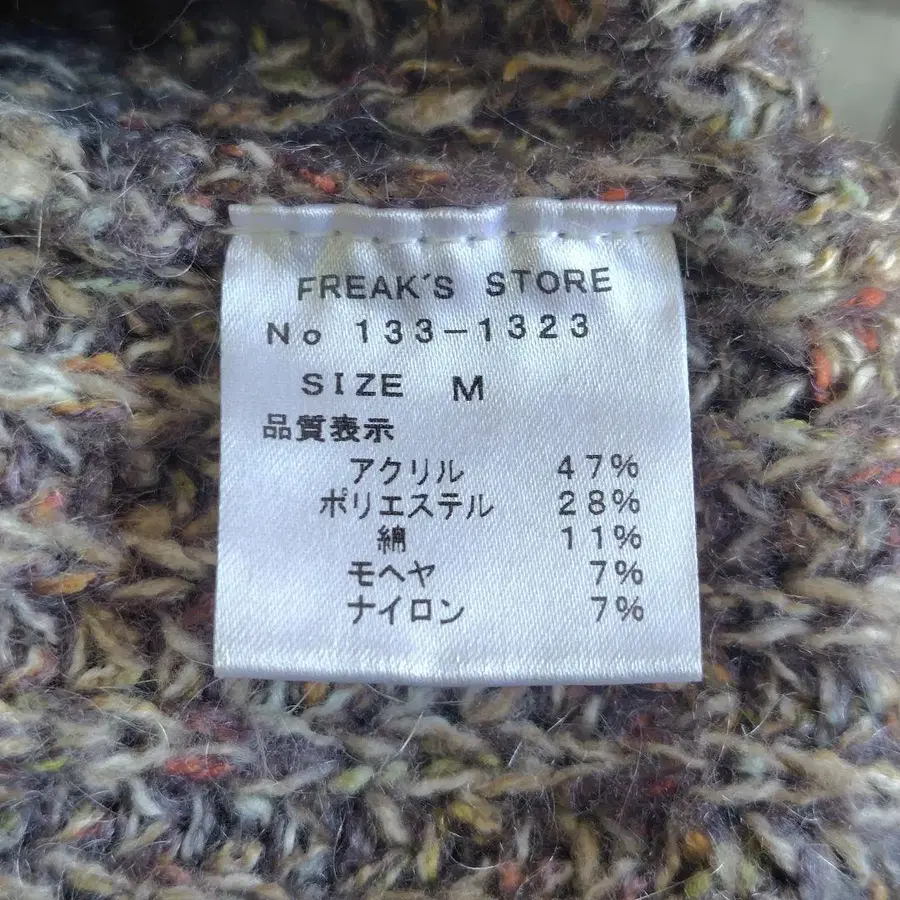 FREAK'S STORE
No 133-1323
SIZE M
品質表示
アクリル 47%
ポリエステル 28%
綿 11%
モヘヤ 7%
ナイロン 7%